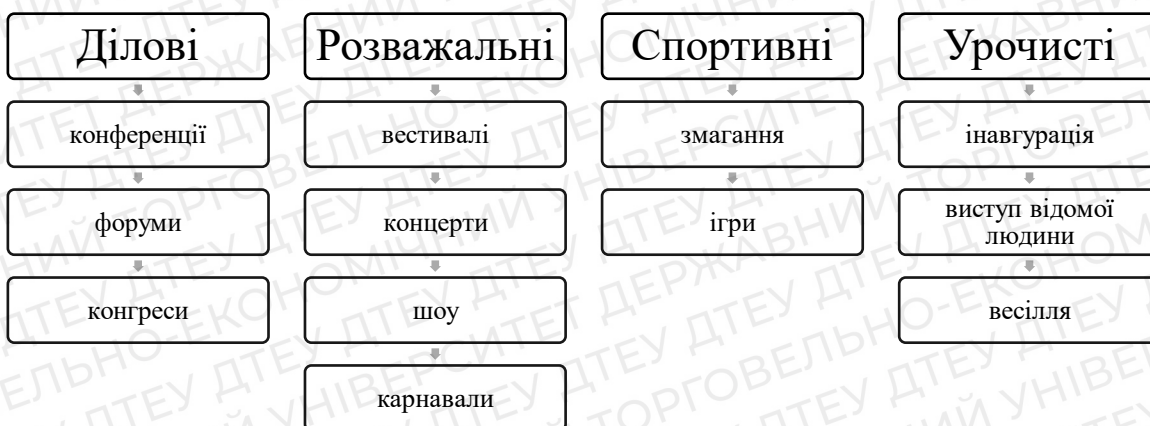 Ділові
конференції
форуми
конгреси
Розважальні
вестивалі
концерти
шоу
карнавали
Спортивні
змагання
ігри
Урочисті
інавгурація
виступ відомої
людини
весілля